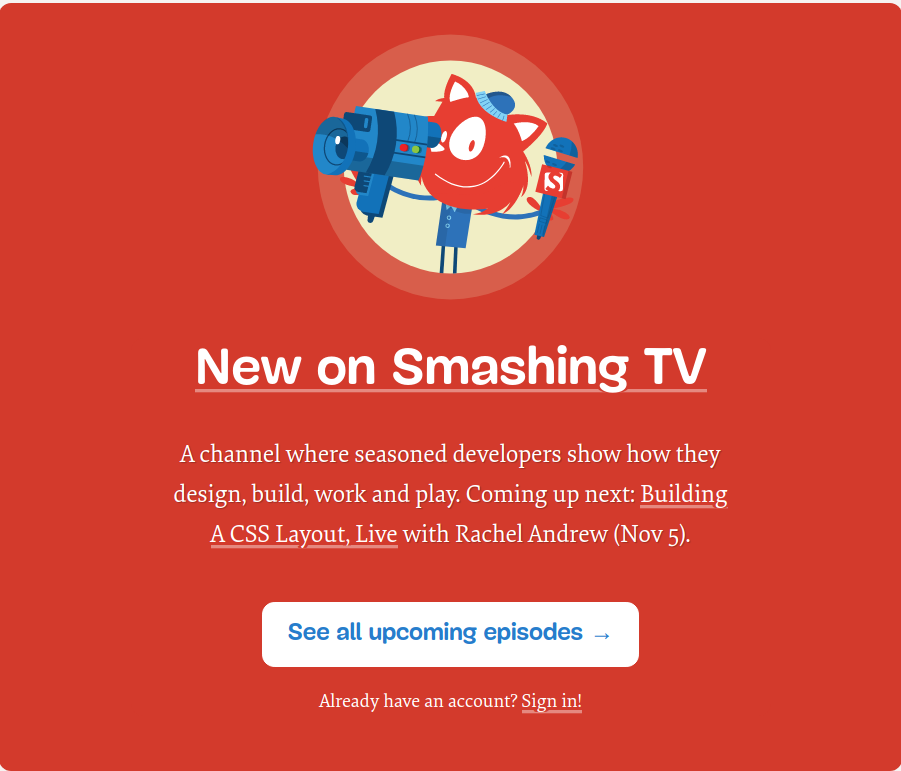 S
New on Smashing TV
A channel where seasoned developers show how they
design, build, work and play. Coming up next: Building
A CSS Layout, Live with Rachel Andrew (Nov 5).
See all upcoming episodes →
Already have an account? Sign in!